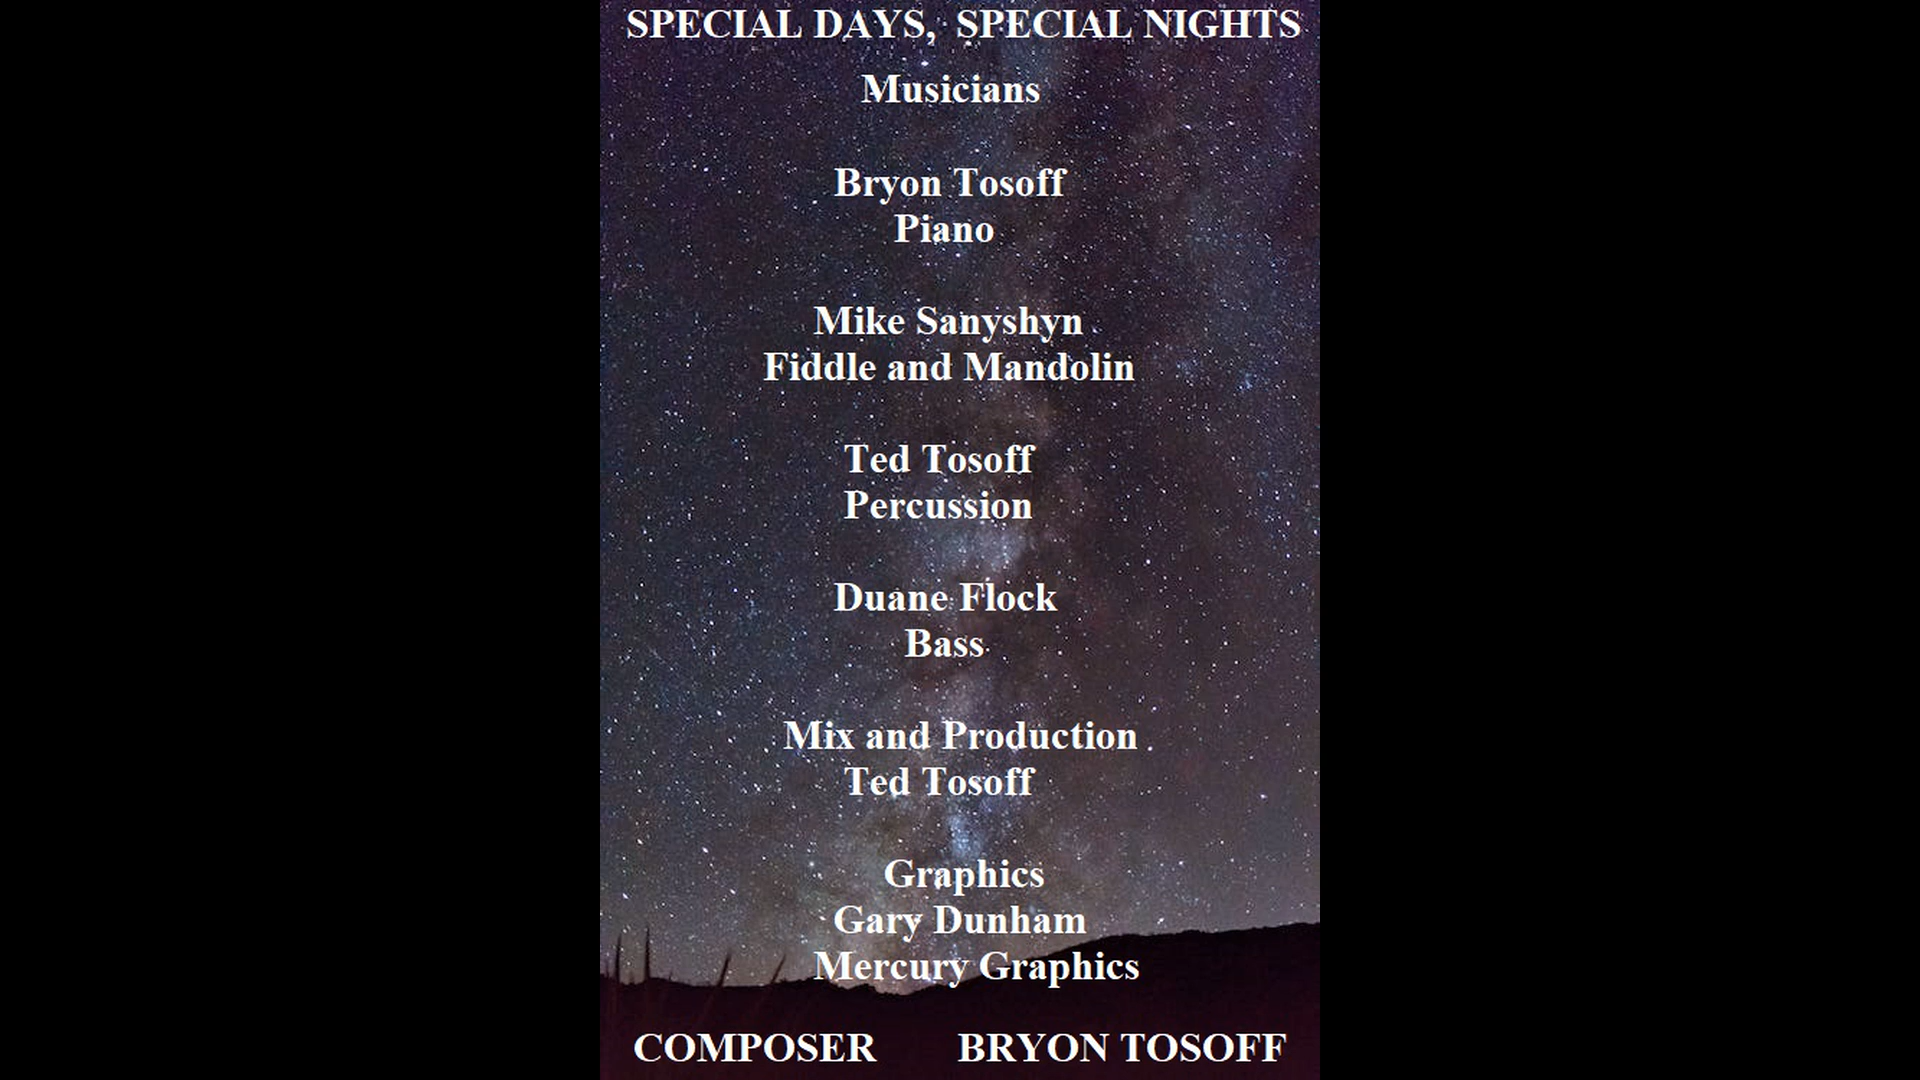 SPECIAL DAYS, SPECIAL NIGHTS
Musicians
Bryon Tosoff
Piano
Mike Sanyshyn
Fiddle and Mandolin
Ted Tosoff
Percussion
Duane Flock
Bass
Mix and Production
Ted Tosoff
Graphics
Gary Dunham
Mercury Graphics
COMPOSER BRYON TOSOFF